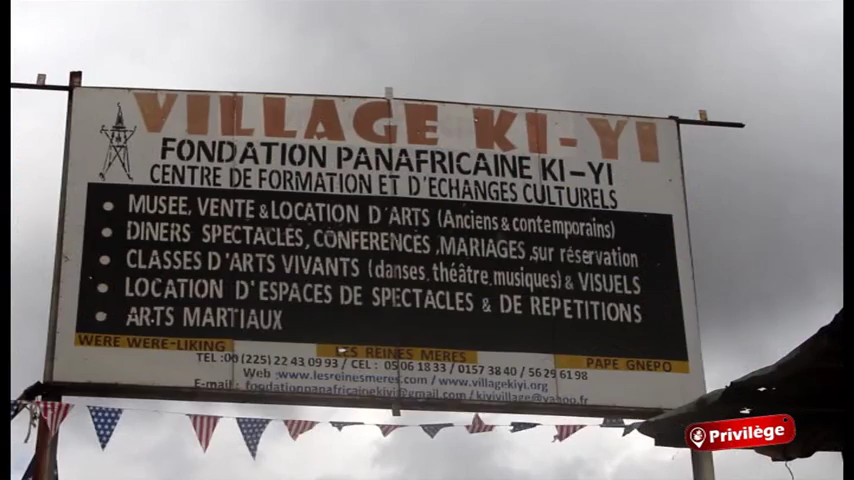 VILLAGE KI-YI
FONDATION PANAFRICAINE KI-YI
CENTRE DE FORMATION ET D'ECHANGES CULTURELS
• MUSEE, VENTE & LOCATION D'ARTS (Anciens & contemporains)
• DINERS SPECTACLES, CONFERENCES, MARIAGES, sur réservation
• CLASSES D'ARTS VIVANTS (danses, théâtre, musiques) & VISUELS
• LOCATION D'ESPACES DE SPECTACLES & DE REPETITIONS
• ARTS MARTIAUX
WERE WERE-LIKING LES REINES MERES PAPE GNEPO
TEL: 00 (225) 22 43 09 93 / CEL: 05 06 18 33 / 01 57 38 40 / 56 29 61 98
Web: www.lesreinesmeres.com / www.villagekiyi.org
E-mail: fondationpanafricainekiyi@gmail.com / kiyivillage@yahoo.fr
Privilège